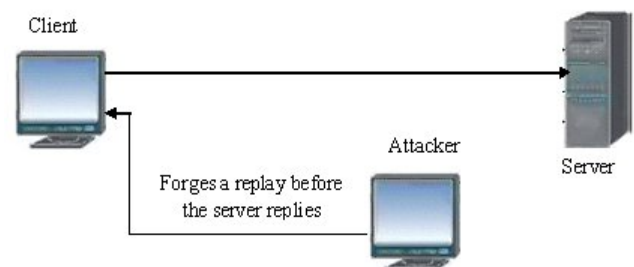 Client
Attacker
Server
Forges a replay before
the server replies